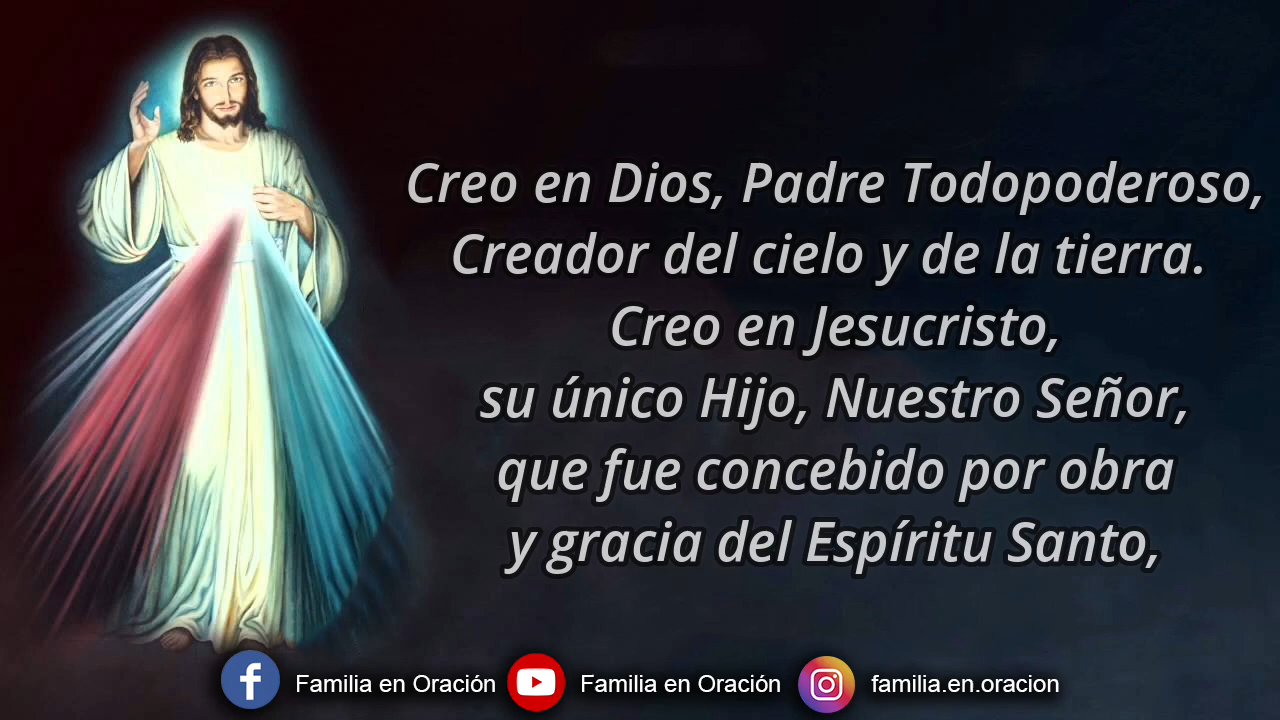 Creo en Dios, Padre Todopoderoso,
Creador del cielo y de la tierra.
Creo en Jesucristo,
su único Hijo, Nuestro Señor,
que fue concebido por obra
y gracia del Espíritu Santo,
Familia en Oración Familia en Oración familia.en.oracion